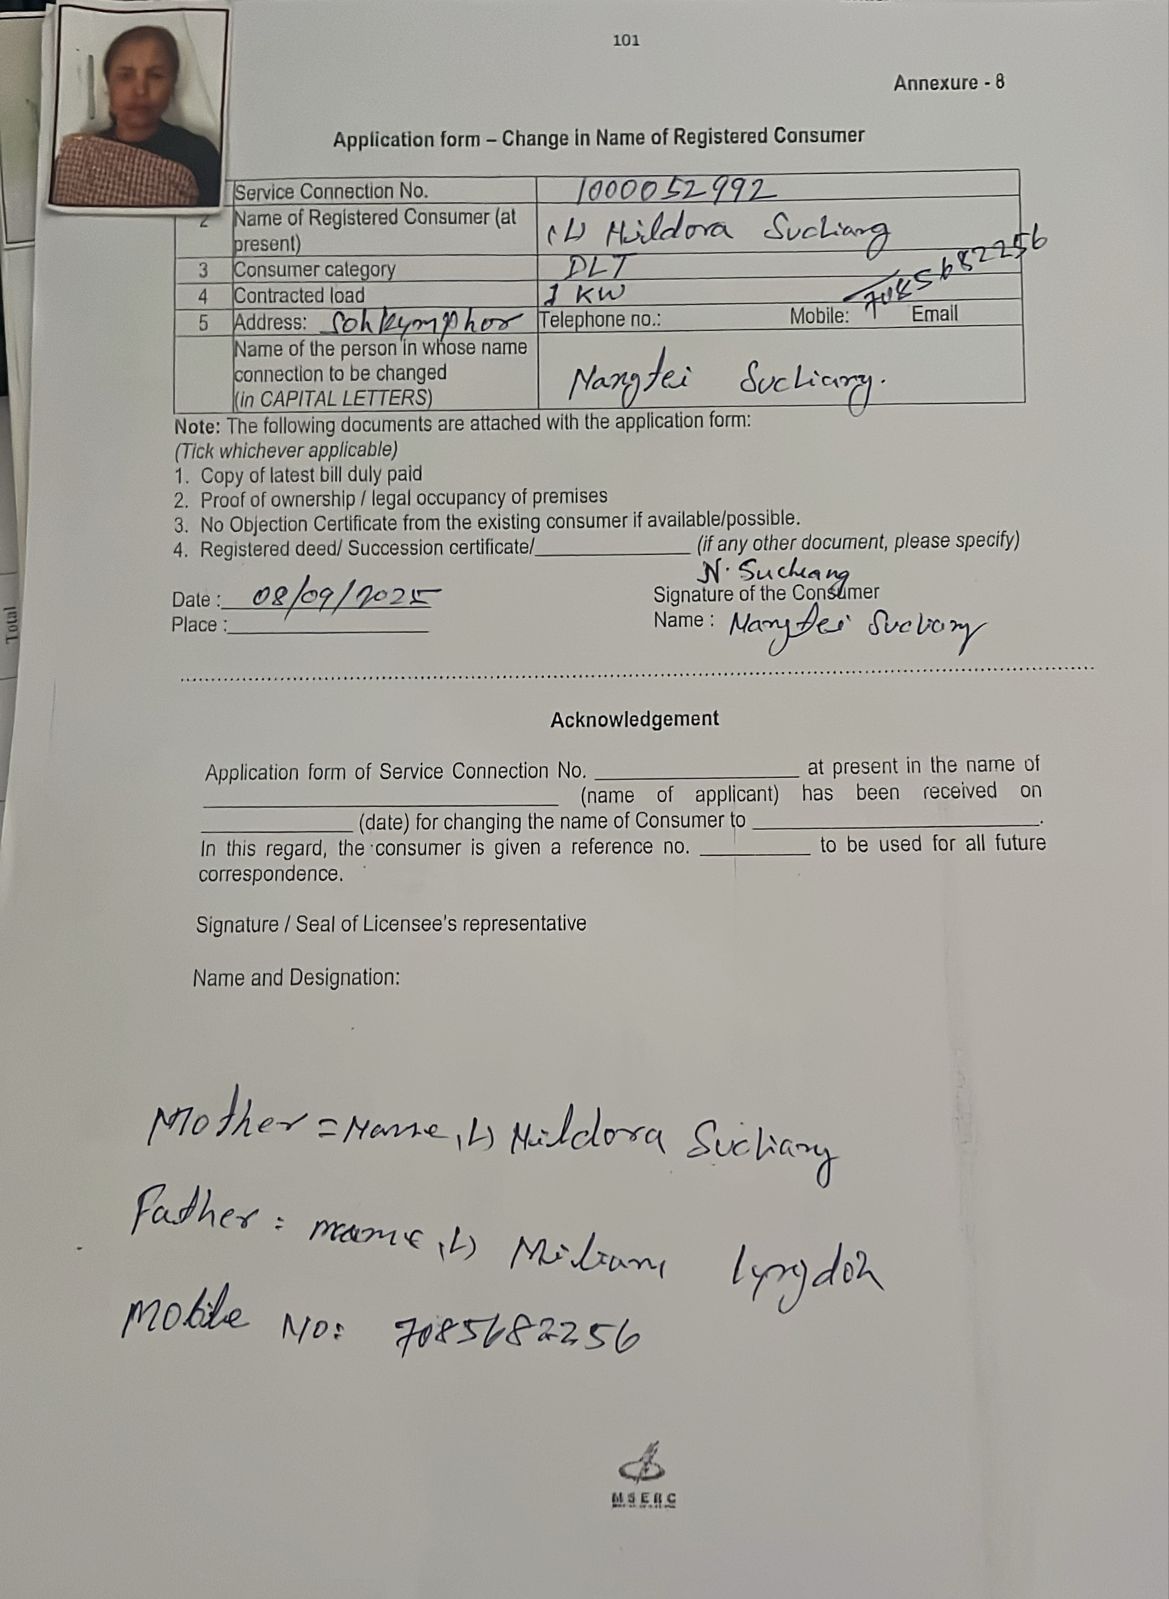 101
Annexure - 8
Application form – Change in Name of Registered Consumer
Service Connection No. 1000052992
2 Name of Registered Consumer (at present) (L) Hildora Suchiang
3 Consumer category DLT
4 Contracted load 1 KW
5 Address: Sohkymphor Telephone no.: Mobile: 7085682256 Email
Name of the person in whose name connection to be changed (in CAPITAL LETTERS) Nangtei Suchiang.
Note: The following documents are attached with the application form:
(Tick whichever applicable)
1. Copy of latest bill duly paid
2. Proof of ownership / legal occupancy of premises
3. No Objection Certificate from the existing consumer if available/possible.
4. Registered deed/ Succession certificate/______________ (if any other document, please specify)
N. Suchiang
Date : 08/09/2025 Signature of the Consumer
Place :____________________ Name : Nangtei Suchiang
Acknowledgement
Application form of Service Connection No. ____________________ at present in the name of
____________________ (name of applicant) has been received on
______________ (date) for changing the name of Consumer to ____________________.
In this regard, the consumer is given a reference no. __________ to be used for all future
correspondence.
Signature / Seal of Licensee's representative
Name and Designation:
Mother = Name, (L) Hildora Suchiang
Father = name, (L) Lyngdoh
Mobile No: 7085682256
MSERC
Total